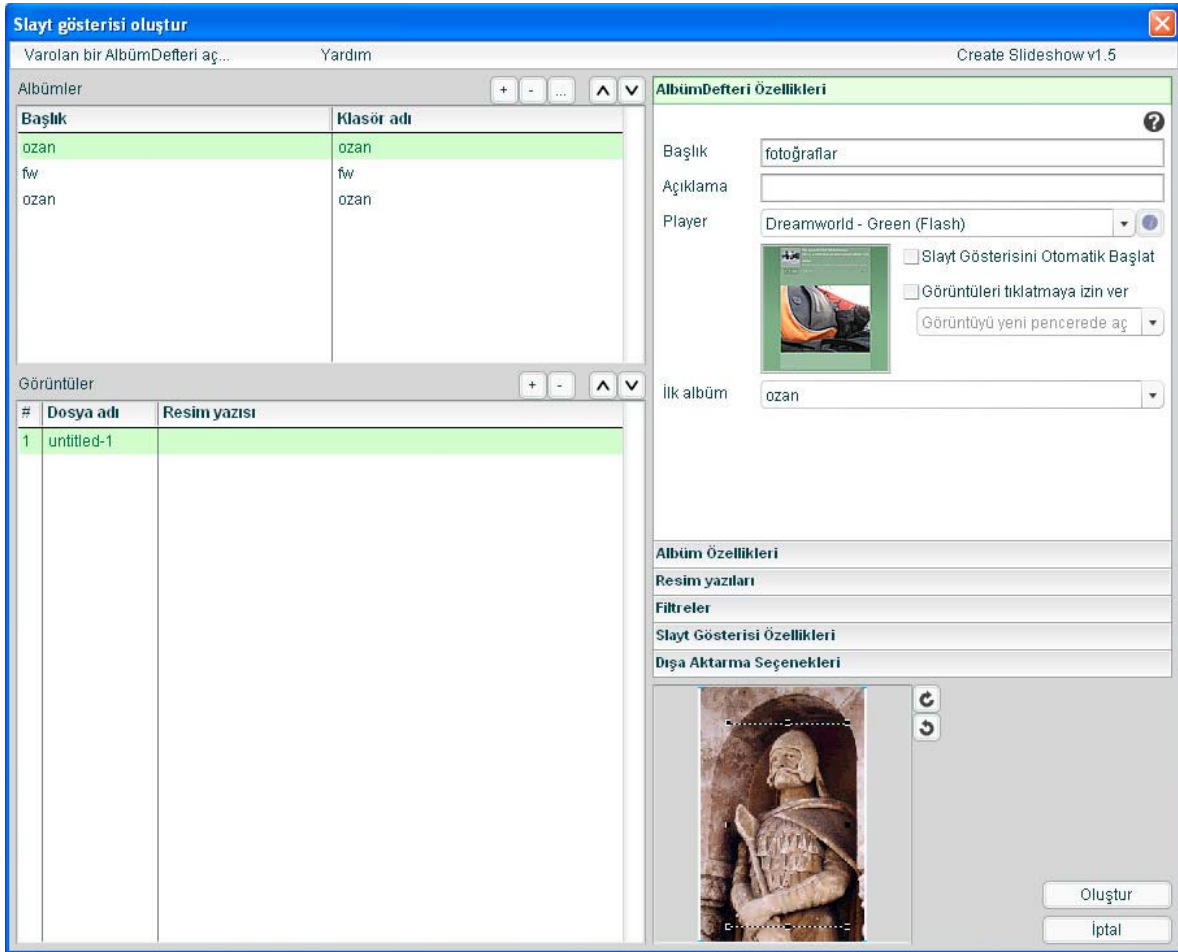 Slayt gösterisi oluştur
Varolan bir AlbümDefteri aç... Yardım Create Slideshow v1.5
Albümler + - ...
Başlık Klasör adı
ozan ozan
fw fw
ozan ozan
Görüntüler + -
# Dosya adı Resim yazısı
1 untitled-1
AlbümDefteri Özellikleri
?
Başlık fotoğraflar
Açıklama
Player Dreamworld - Green (Flash)
Slayt Gösterisini Otomatik Başlat
Görüntüleri tıklatmaya izin ver
Görüntüyü yeni pencerede aç
İlk albüm ozan
Albüm Özellikleri
Resim yazıları
Filtreler
Slayt Gösterisi Özellikleri
Dışa Aktarma Seçenekleri
Oluştur
İptal